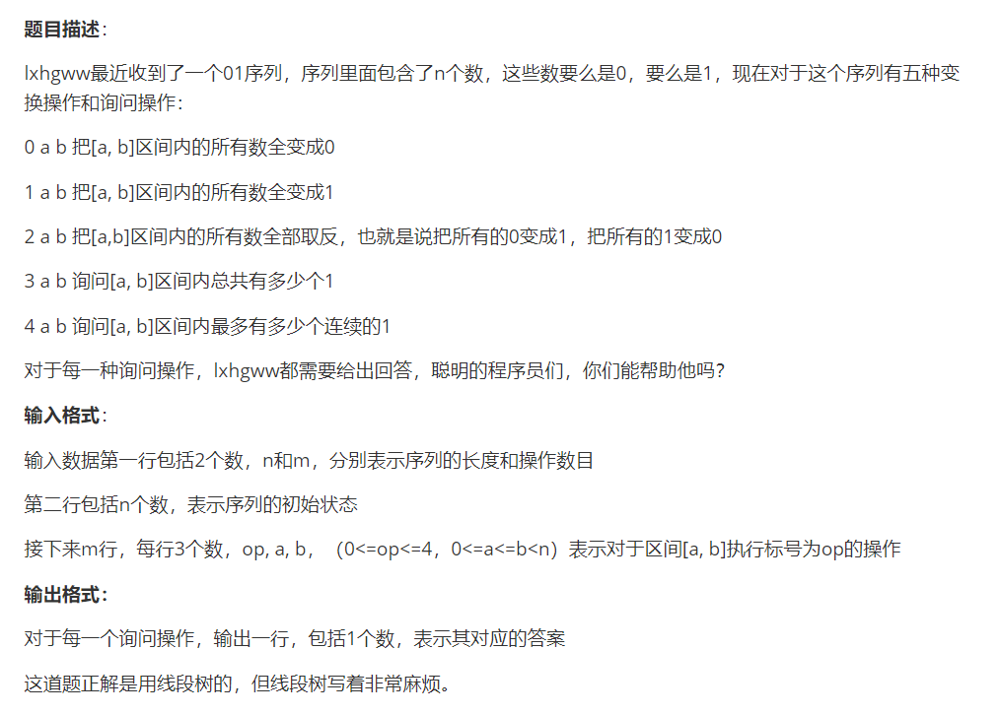 题目描述：
lxhgww最近收到了一个01序列，序列里面包含了n个数，这些数要么是0，要么是1，现在对于这个序列有五种变
换操作和询问操作：
0 a b 把[a, b]区间内的所有数全变成0
1 a b 把[a, b]区间内的所有数全变成1
2 a b 把[a,b]区间内的所有数全部取反，也就是说把所有的0变成1，把所有的1变成0
3 a b 询问[a, b]区间内总共有多少个1
4 a b 询问[a, b]区间内最多有多少个连续的1
对于每一种询问操作，lxhgww都需要给出回答，聪明的程序员们，你们能帮助他吗？
输入格式：
输入数据第一行包括2个数，n和m，分别表示序列的长度和操作数目
第二行包括n个数，表示序列的初始状态
接下来m行，每行3个数，op, a, b，（0<=op<=4，0<=a<=b<n）表示对于区间[a, b]执行标号为op的操作
输出格式：
对于每一个询问操作，输出一行，包括1个数，表示其对应的答案
这道题正解是用线段树的，但线段树写着非常麻烦。